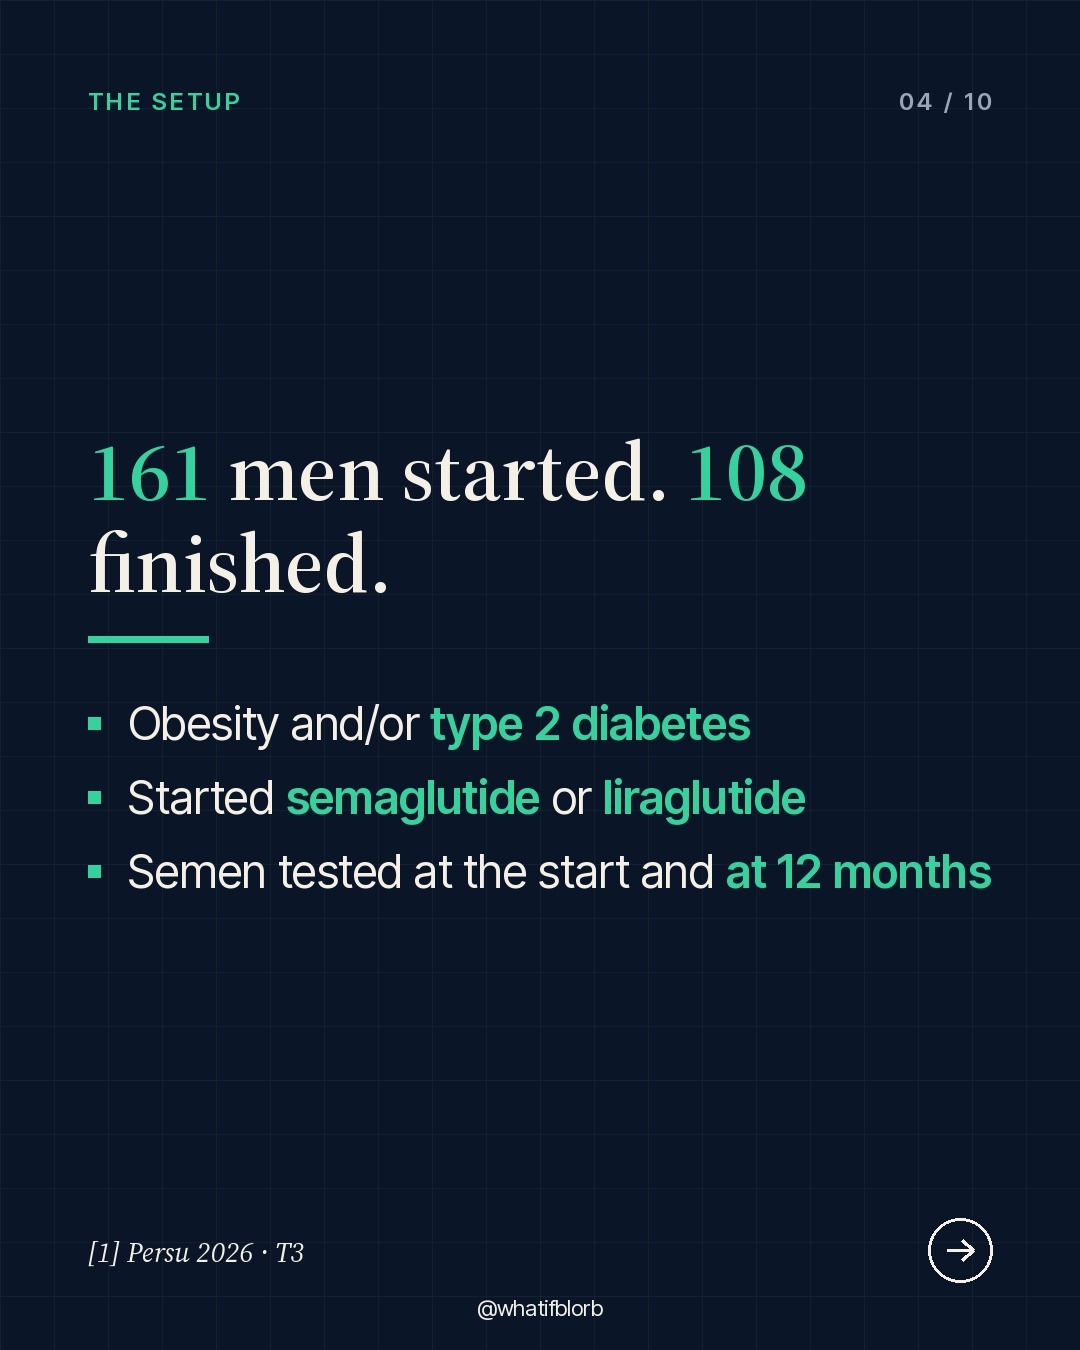 THE SETUP
04 / 10
161 men started. 108
finished.
Obesity and/or type 2 diabetes
Started semaglutide or liraglutide
Semen tested at the start and at 12 months
[1] Persu 2026 · T3
@whatifblorb